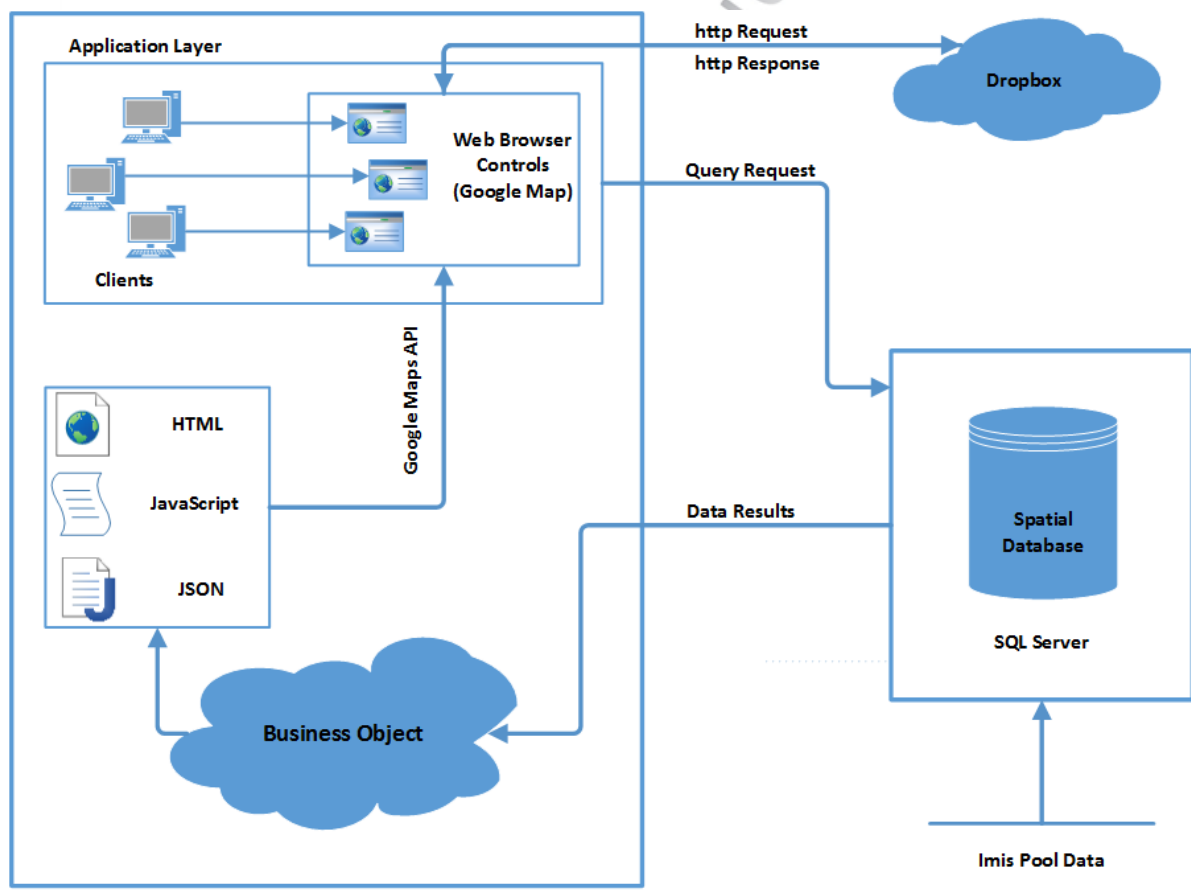 Application Layer
http Request
http Response
Dropbox
Web Browser
Controls
(Google Map)
Query Request
Clients
Google Maps API
HTML
JavaScript
JSON
Data Results
Spatial
Database
SQL Server
Business Object
Imis Pool Data